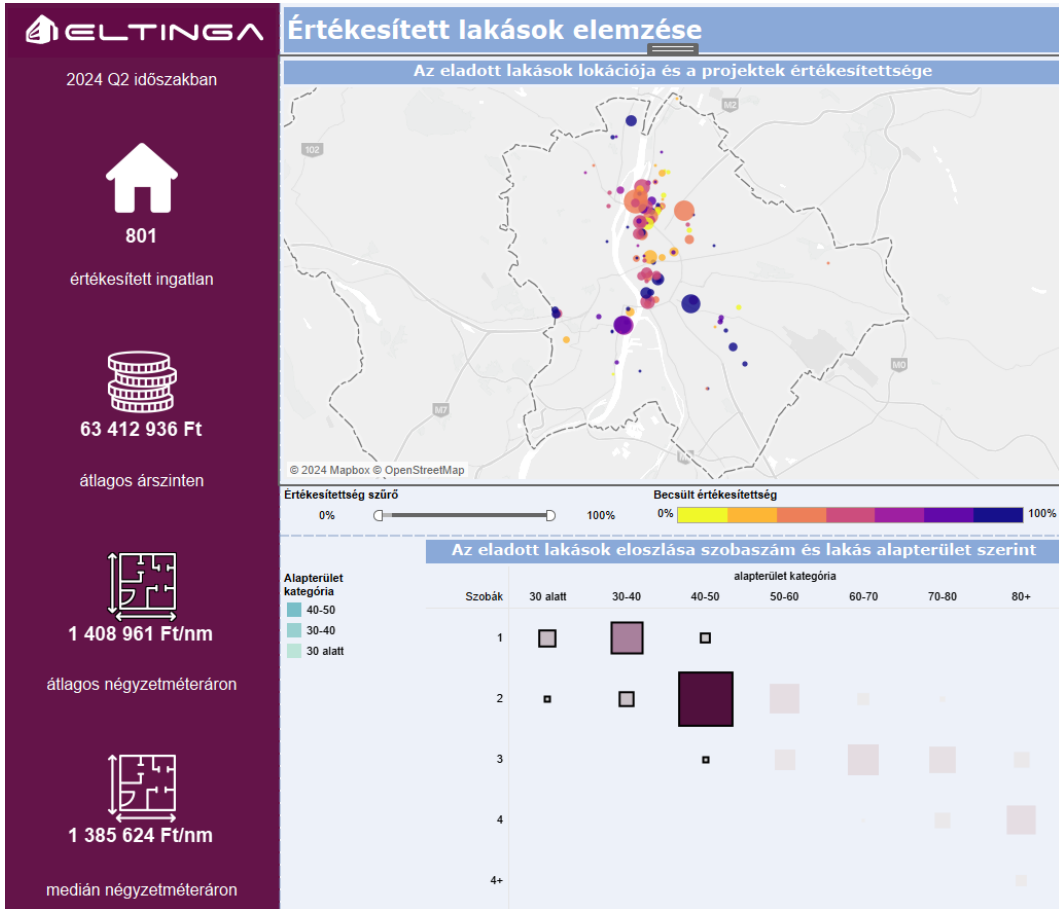 ELTINGA
2024 Q2 időszakban
801
értékesített ingatlan
63 412 936 Ft
átlagos árszinten
1 408 961 Ft/nm
átlagos négyzetméteráron
1 385 624 Ft/nm
medián négyzetméteráron
Értékesített lakások elemzése
Az eladott lakások lokációja és a projektek értékesítettsége
M2
102
M0
M7
© 2024 Mapbox © OpenStreetMap
Értékesítettség szűrő
0% 100%
Becsült értékesítettség
0% 100%
Az eladott lakások eloszlása szobaszám és lakás alapterület szerint
Alapterület
kategória
40-50
30-40
30 alatt
alapterület kategória
Szobák 30 alatt 30-40 40-50 50-60 60-70 70-80 80+
1
2
3
4
4+